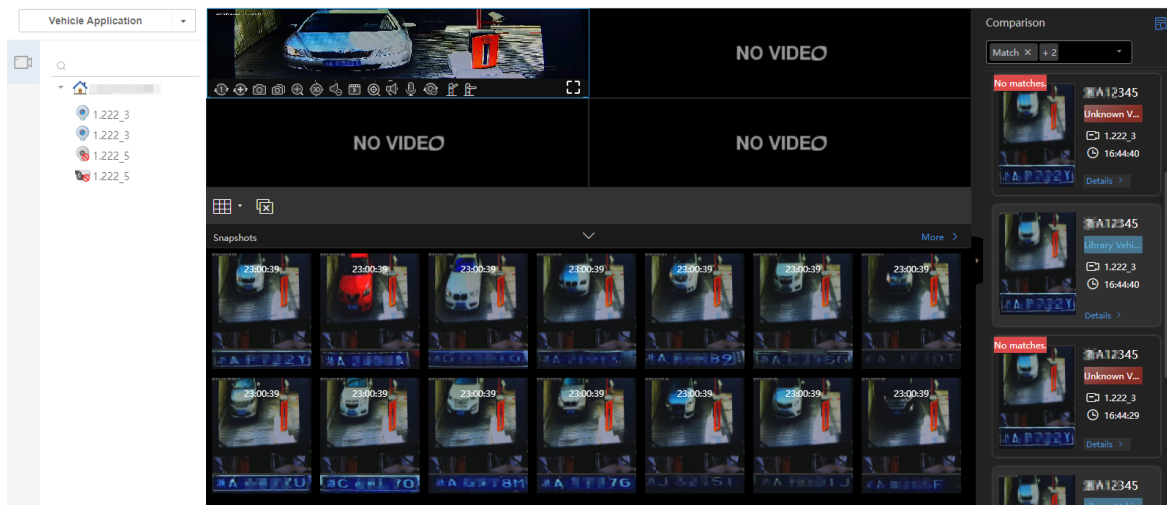 Vehicle Application
1.222_3
1.222_3
1.222_5
1.222_5
NO VIDEO
NO VIDEO
NO VIDEO
Snapshots
More >
23:00:39
23:00:39
23:00:39
23:00:39
23:00:39
23:00:39
23:00:39
23:00:39
23:00:39
23:00:39
23:00:39
23:00:39
23:00:39
23:00:39
Comparison
Match × + 2
No matches.
A12345
Unknown V...
1.222_3
16:44:40
Details >
A12345
Library Vehi...
1.222_3
16:44:40
Details >
No matches.
A12345
Unknown V...
1.222_3
16:44:29
Details >
A12345